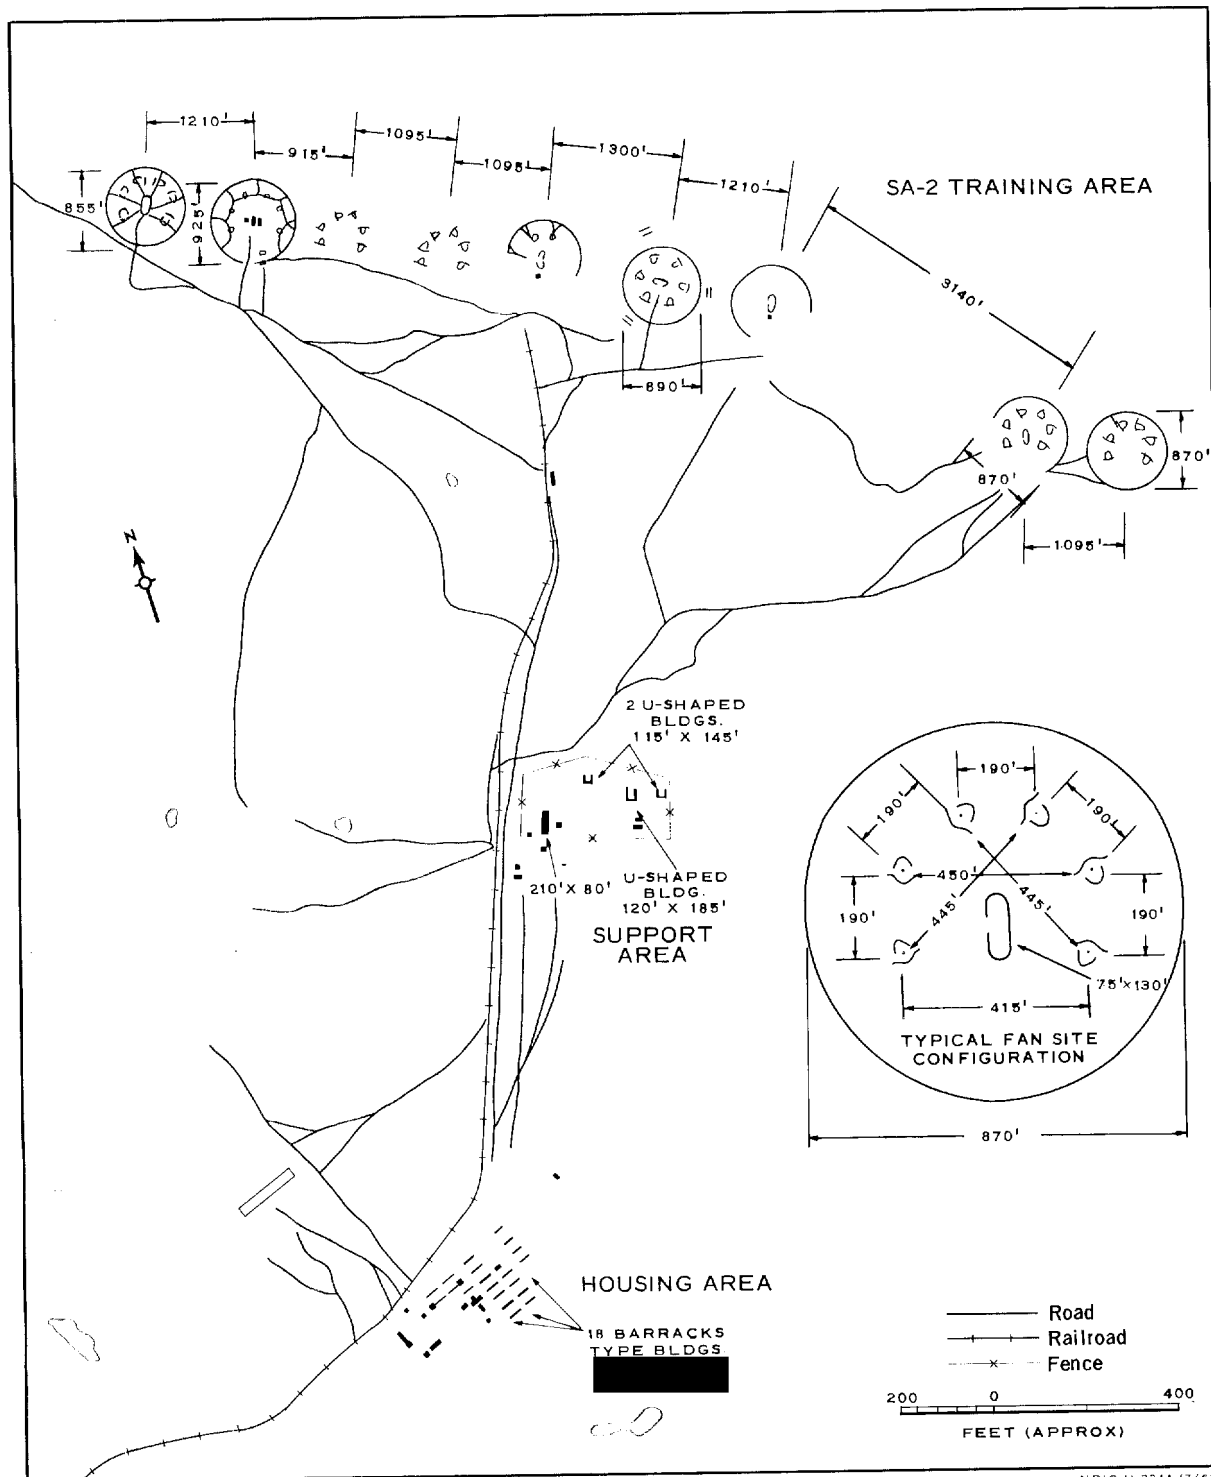 1210'
915'
1095'
1095'
1300'
1210'
SA-2 TRAINING AREA
855'
925'
3140'
890'
870'
870'
1095'
N
2 U-SHAPED
BLDGS.
115' X 145'
210' X 80'
U-SHAPED
BLDG.
120' X 185'
SUPPORT
AREA
190'
190'
190'
450'
445'
445'
190'
190'
75' X 130'
415'
TYPICAL FAN SITE
CONFIGURATION
870'
HOUSING AREA
18 BARRACKS
TYPE BLDGS
Road
Railroad
Fence
200 0 400
FEET (APPROX)